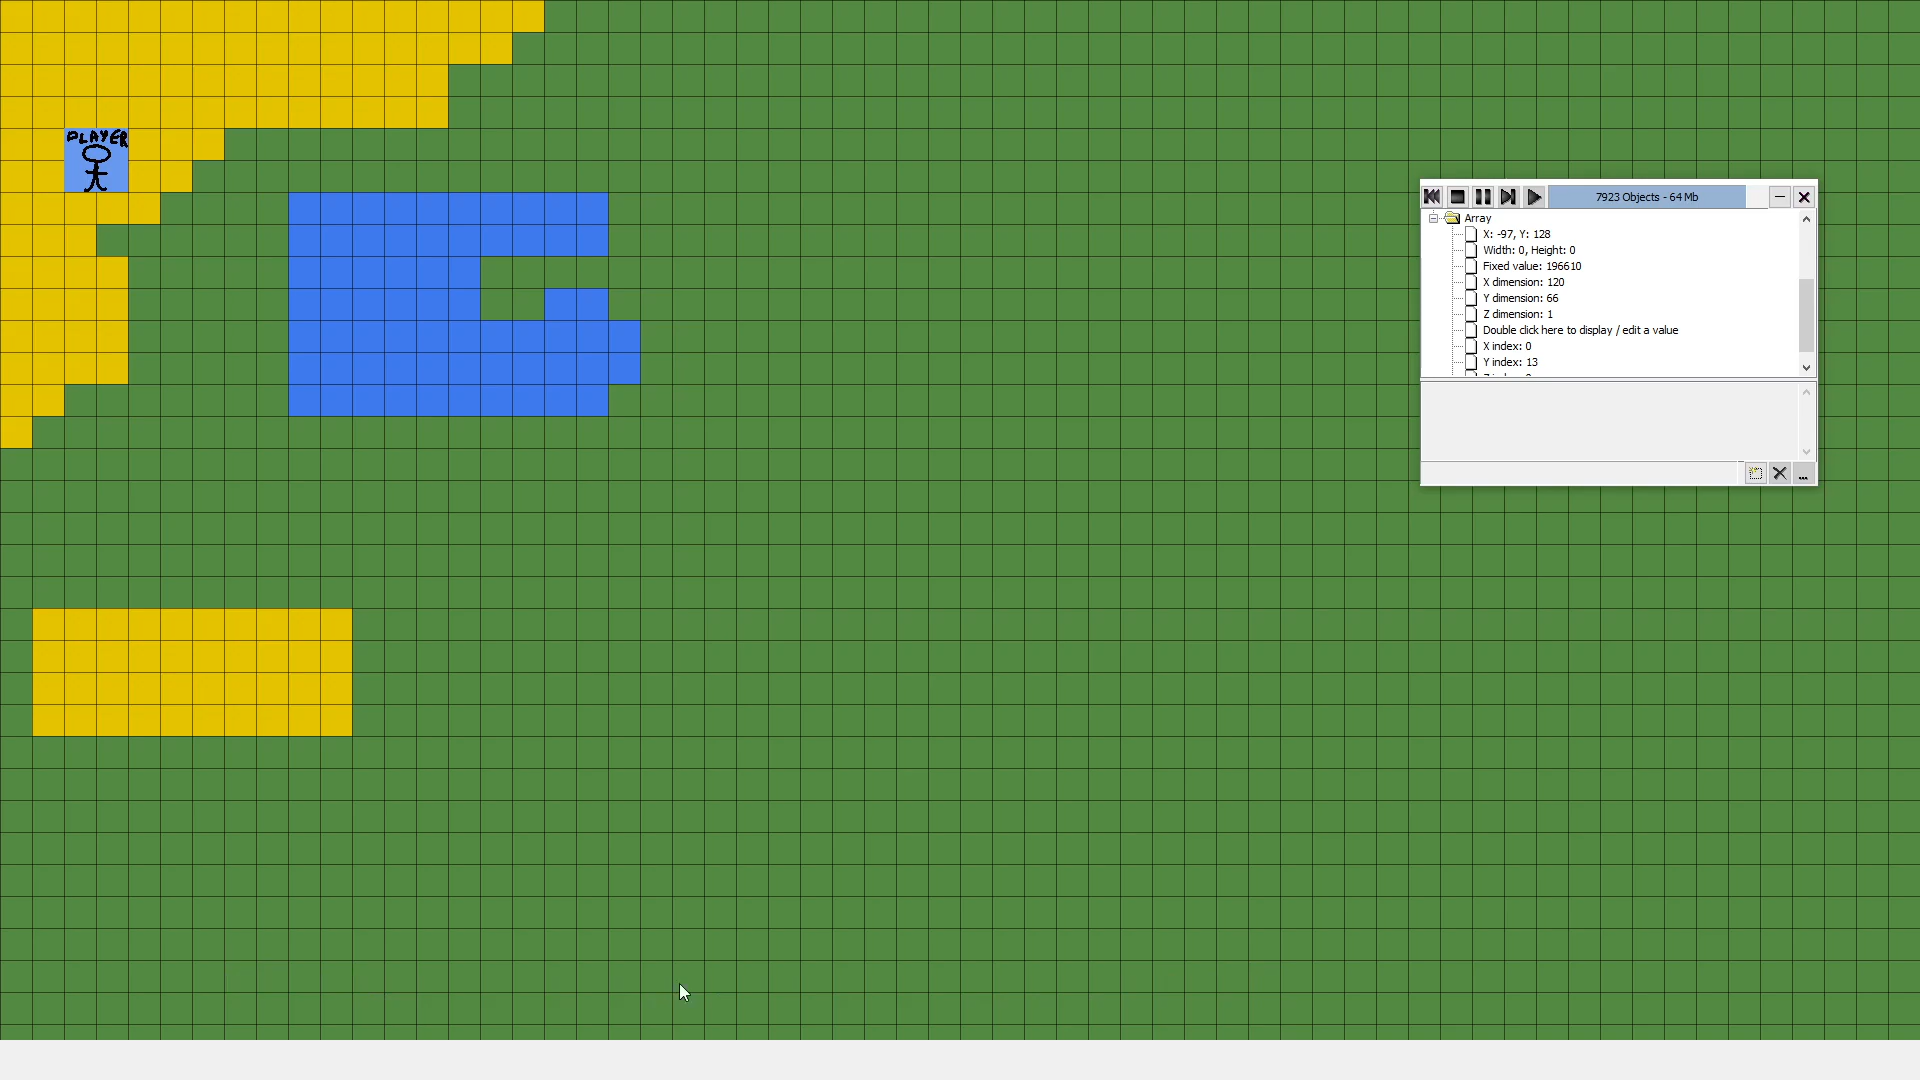 PLAYER
7923 Objects - 64 Mb
Array
X: -97, Y: 128
Width: 0, Height: 0
Fixed value: 196610
X dimension: 120
Y dimension: 66
Z dimension: 1
Double click here to display / edit a value
X index: 0
Y index: 13
...